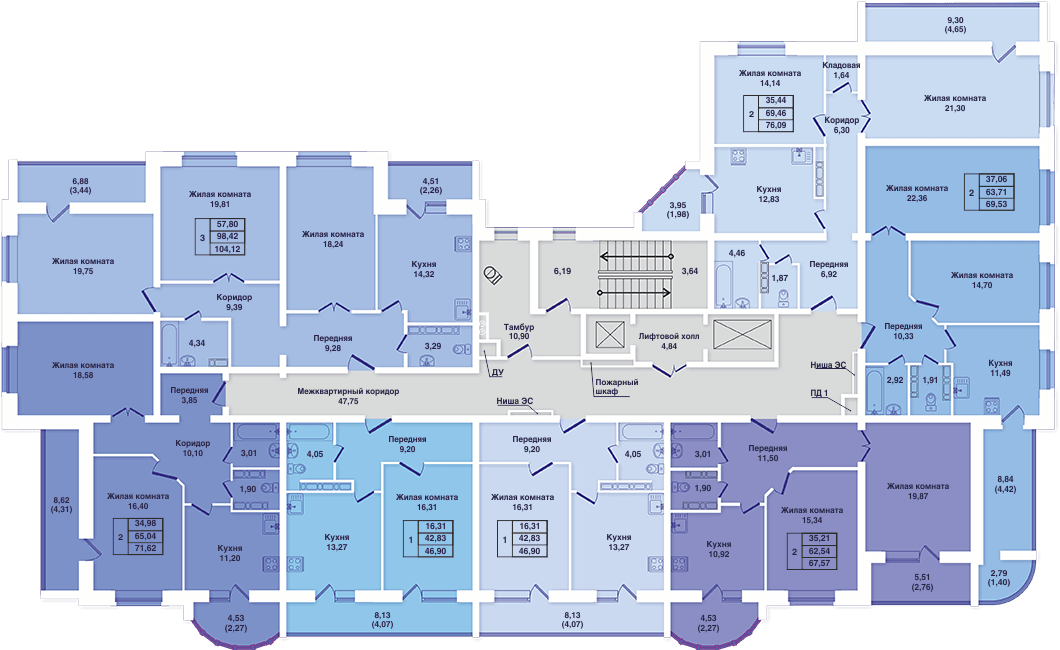 9,30
(4,65)
Жилая комната
14,14
2
35,44
69,46
76,09
Кладовая
1,64
Коридор
6,30
Жилая комната
21,30
6,88
(3,44)
Жилая комната
19,81
3
57,80
98,42
104,12
Жилая комната
18,24
4,51
(2,26)
3,95
(1,98)
Кухня
12,83
Жилая комната
22,36
2
37,06
63,71
69,53
Жилая комната
19,75
Кухня
14,32
6,19
3,64
4,46
1,87
Передняя
6,92
Жилая комната
14,70
Коридор
9,39
4,34
Передняя
9,28
3,29
Тамбур
10,90
Лифтовой холл
4,84
Передняя
10,33
Жилая комната
18,58
Передняя
3,85
Межквартирный коридор
47,75
ДУ
Ниша ЭС
Пожарный
шкаф
Ниша ЭС
ПД 1
2,92
1,91
Кухня
11,49
8,62
(4,31)
Коридор
10,10
3,01
1,90
Жилая комната
16,40
2
34,98
65,04
71,62
Кухня
11,20
4,53
(2,27)
4,05
Передняя
9,20
Кухня
13,27
Жилая комната
16,31
1
16,31
42,83
46,90
8,13
(4,07)
Передняя
9,20
4,05
Жилая комната
16,31
1
16,31
42,83
46,90
Кухня
13,27
8,13
(4,07)
3,01
1,90
Передняя
11,50
Кухня
10,92
Жилая комната
15,34
2
35,21
62,54
67,57
4,53
(2,27)
Жилая комната
19,87
5,51
(2,76)
8,84
(4,42)
2,79
(1,40)